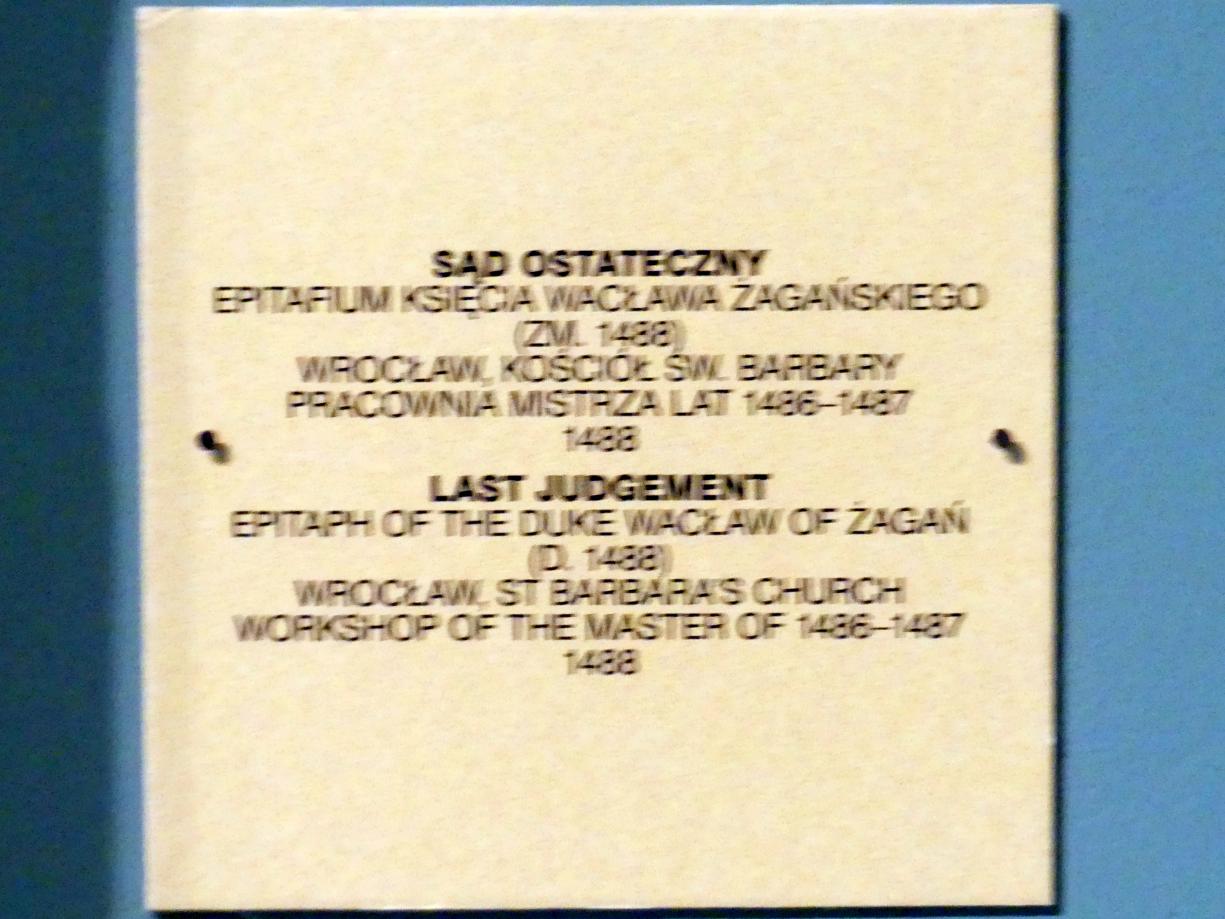 SĄD OSTATECZNY
EPITAFIUM KSIĘCIA WACŁAWA ŻAGAŃSKIEGO
(ZM. 1488)
WROCŁAW, KOŚCIÓŁ ŚW. BARBARY
PRACOWNIA MISTRZA LAT 1486–1487
1488
LAST JUDGEMENT
EPITAPH OF THE DUKE WACŁAW OF ŻAGAŃ
(D. 1488)
WROCŁAW, ST BARBARA'S CHURCH
WORKSHOP OF THE MASTER OF 1486–1487
1488